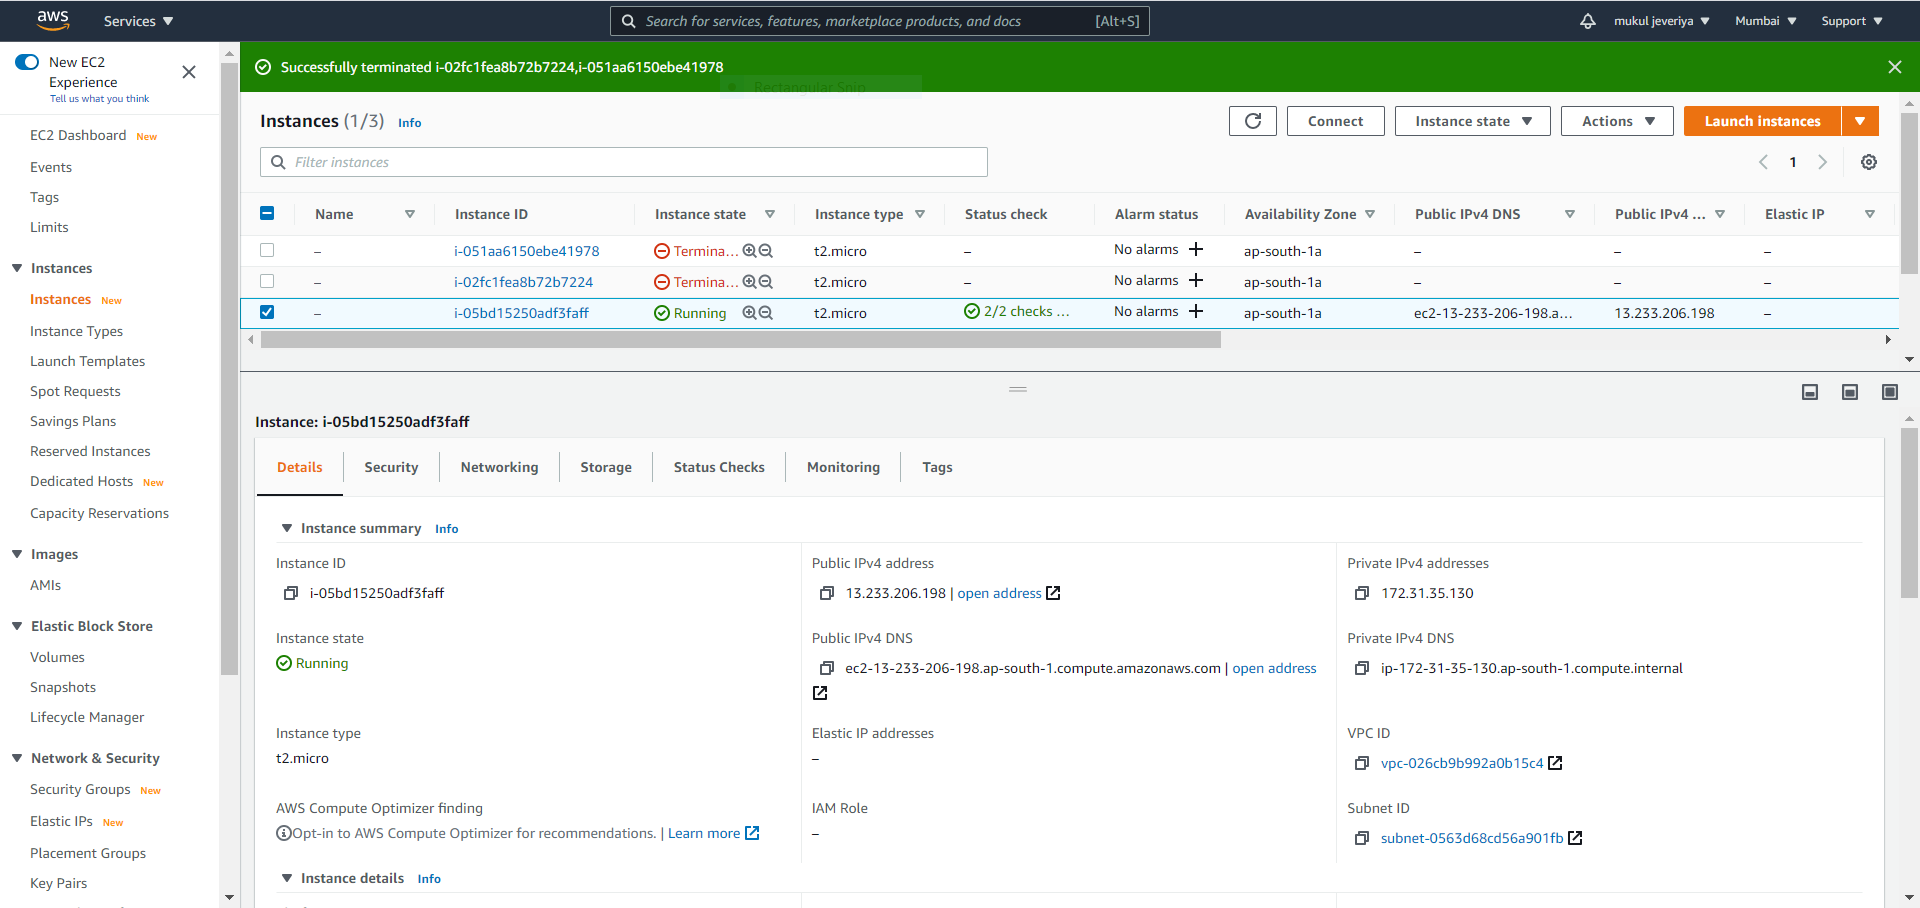 aws Services Search for services, features, marketplace products, and docs [Alt+S] mukul jeveriya Mumbai Support
New EC2
Experience
Tell us what you think
EC2 Dashboard New
Events
Tags
Limits
Instances
Instances New
Instance Types
Launch Templates
Spot Requests
Savings Plans
Reserved Instances
Dedicated Hosts New
Capacity Reservations
Images
AMIs
Elastic Block Store
Volumes
Snapshots
Lifecycle Manager
Network & Security
Security Groups New
Elastic IPs New
Placement Groups
Key Pairs
Successfully terminated i-02fc1fea8b72b7224,i-051aa6150ebe41978
Rectangular Snip
Instances (1/3) Info Connect Instance state Actions Launch instances
Filter instances 1
Name Instance ID Instance state Instance type Status check Alarm status Availability Zone Public IPv4 DNS Public IPv4 ... Elastic IP
– i-051aa6150ebe41978 Termina... t2.micro – No alarms + ap-south-1a – – –
– i-02fc1fea8b72b7224 Termina... t2.micro – No alarms + ap-south-1a – – –
– i-05bd15250adf3faff Running t2.micro 2/2 checks ... No alarms + ap-south-1a ec2-13-233-206-198.a... 13.233.206.198 –
Instance: i-05bd15250adf3faff
Details Security Networking Storage Status Checks Monitoring Tags
Instance summary Info
Instance ID Public IPv4 address Private IPv4 addresses
i-05bd15250adf3faff 13.233.206.198 | open address 172.31.35.130
Instance state Public IPv4 DNS Private IPv4 DNS
Running ec2-13-233-206-198.ap-south-1.compute.amazonaws.com | open address ip-172-31-35-130.ap-south-1.compute.internal
Instance type Elastic IP addresses VPC ID
t2.micro – vpc-026cb9b992a0b15c4
AWS Compute Optimizer finding IAM Role Subnet ID
Opt-in to AWS Compute Optimizer for recommendations. | Learn more – subnet-0563d68cd56a901fb
Instance details Info